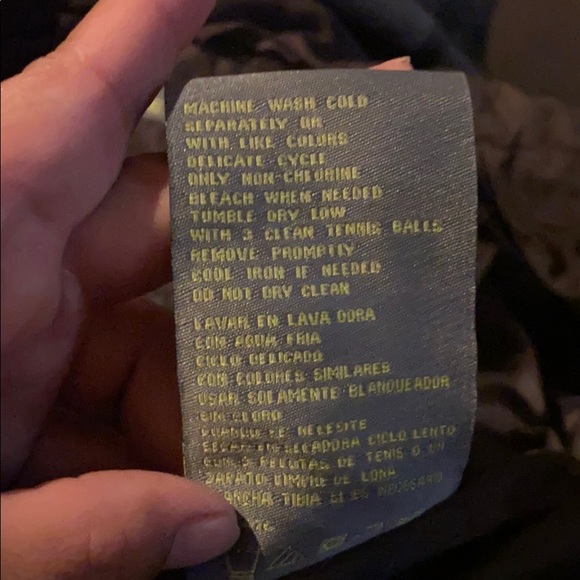 MACHINE WASH COLD
SEPARATELY OR
WITH LIKE COLORS
DELICATE CYCLE
ONLY NON-CHLORINE
BLEACH WHEN NEEDED
TUMBLE DRY LOW
WITH 3 CLEAN TENNIS BALLS
REMOVE PROMPTLY
COOL IRON IF NEEDED
DO NOT DRY CLEAN
LAVAR EN LAVADORA
CON AGUA FRIA
CICLO DELICADO
CON COLORES SIMILARES
USAR SOLAMENTE BLANQUEADOR
SIN CLORO
CUANDO SE NECESITE
SECAR EN SECADORA CICLO LENTO
CON 3 PELOTAS DE TENIS O UN
ZAPATO LIMPIO DE LONA
PLANCHA TIBIA SI ES NECESARIO